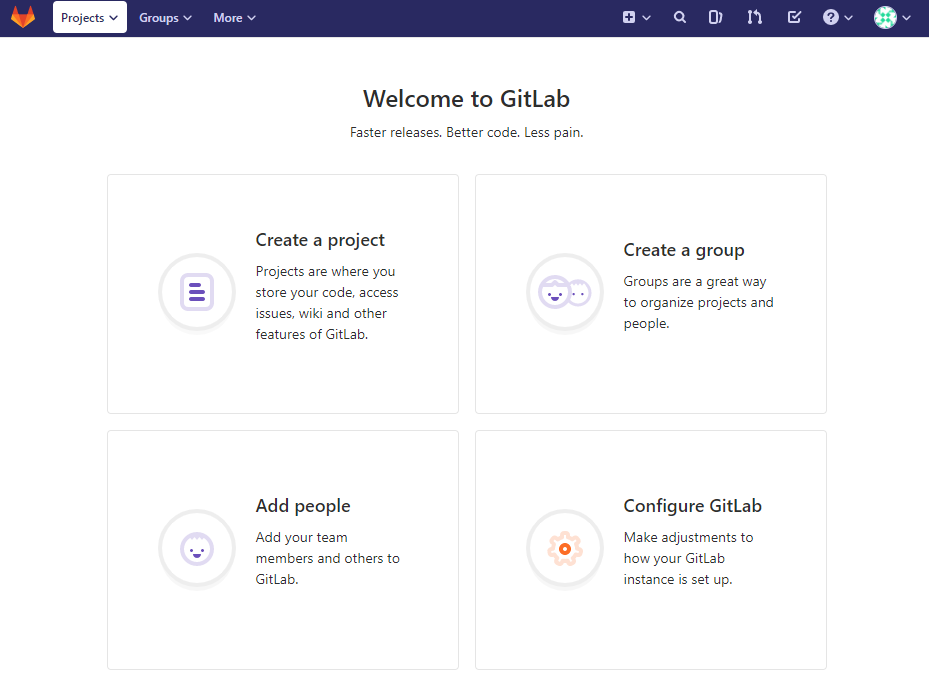 Projects Groups More
Welcome to GitLab
Faster releases. Better code. Less pain.
Create a project
Projects are where you
store your code, access
issues, wiki and other
features of GitLab.
Create a group
Groups are a great way
to organize projects and
people.
Add people
Add your team
members and others to
GitLab.
Configure GitLab
Make adjustments to
how your GitLab
instance is set up.